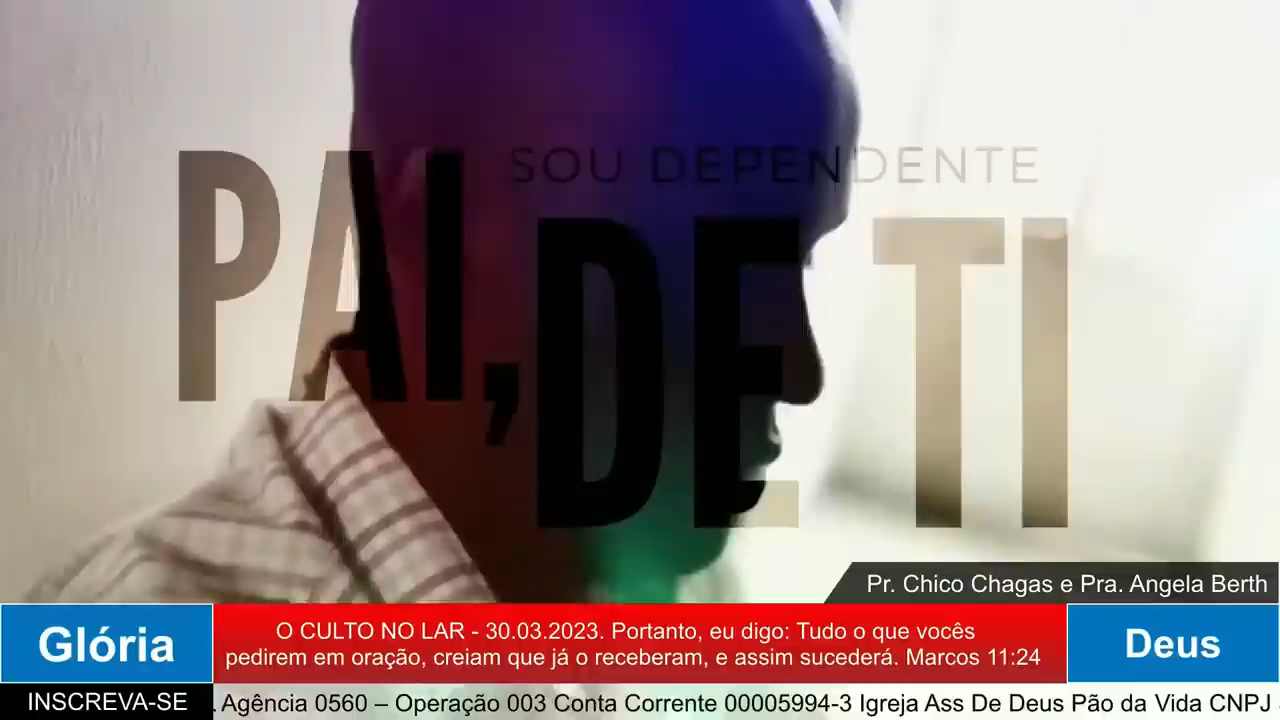 SOU DEPENDENTE
PAI, DE TI
Pr. Chico Chagas e Pra. Angela Berth
Glória
O CULTO NO LAR - 30.03.2023. Portanto, eu digo: Tudo o que vocês
pedirem em oração, creiam que já o receberam, e assim sucederá. Marcos 11:24
Deus
INSCREVA-SE
Agência 0560 – Operação 003 Conta Corrente 00005994-3 Igreja Ass De Deus Pão da Vida CNPJ